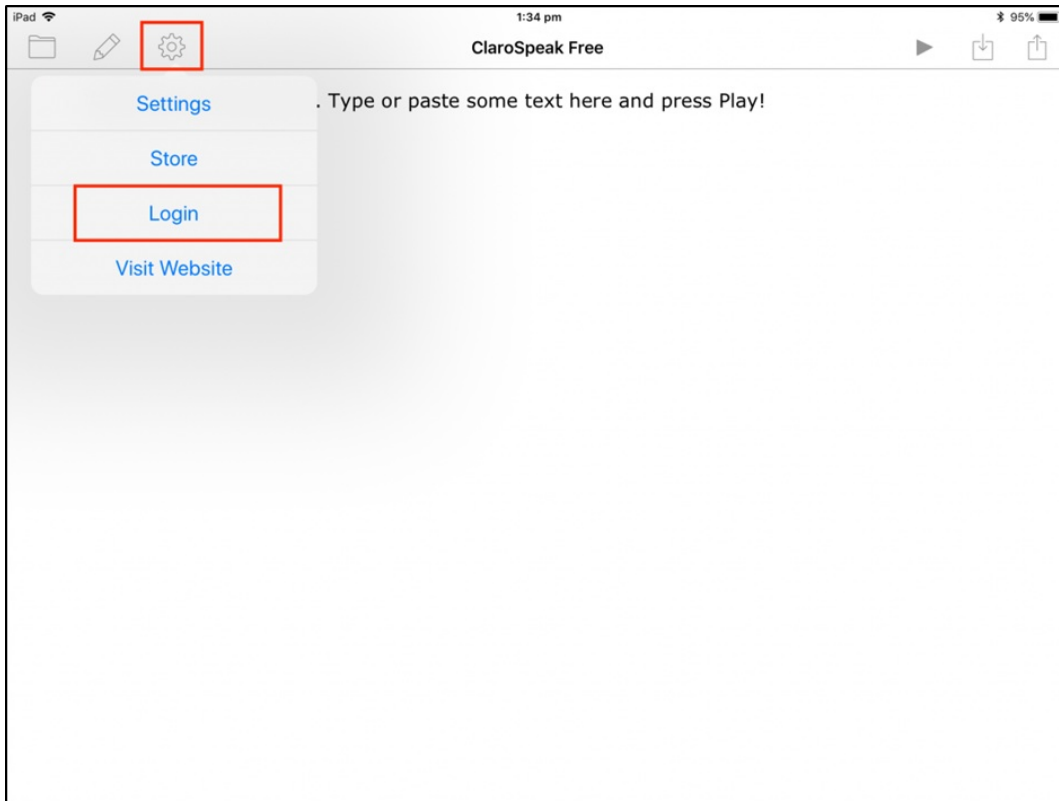 iPad 1:34 pm 95%
ClaroSpeak Free
Settings
. Type or paste some text here and press Play!
Store
Login
Visit Website